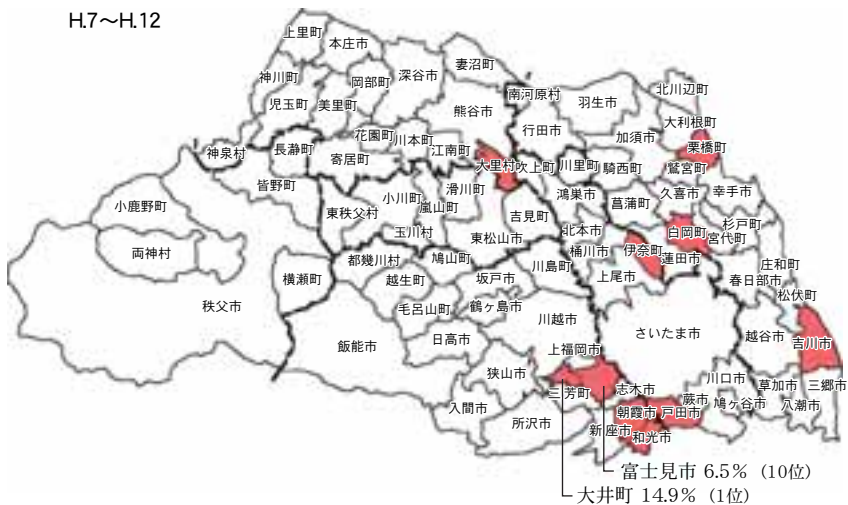 H.7～H.12
上里町
本庄市
妻沼町
神川町
岡部町
深谷市
南河原村
羽生市
北川辺町
児玉町
美里町
熊谷市
大利根町
行田市
加須市
栗橋町
神泉村
長瀞町
花園町
川本町
江南町
寄居町
大里村
吹上町
川里町
騎西町
鷲宮町
皆野町
小鹿野町
東秩父村
小川町
嵐山町
滑川町
吉見町
鴻巣市
菖蒲町
久喜市
幸手市
両神村
玉川村
東松山市
北本市
桶川市
伊奈町
白岡町
宮代町
杉戸町
蓮田市
横瀬町
都幾川村
鳩山町
越生町
坂戸市
川島町
上尾市
春日部市
庄和町
松伏町
秩父市
毛呂山町
鶴ヶ島市
川越市
さいたま市
越谷市
吉川市
飯能市
日高市
上福岡市
狭山市
三芳町
志木市
川口市
草加市
三郷市
入間市
所沢市
新座市
朝霞市
和光市
戸田市
蕨市
鳩ヶ谷市
八潮市
富士見市 6.5％（10位）
大井町 14.9％（1位）